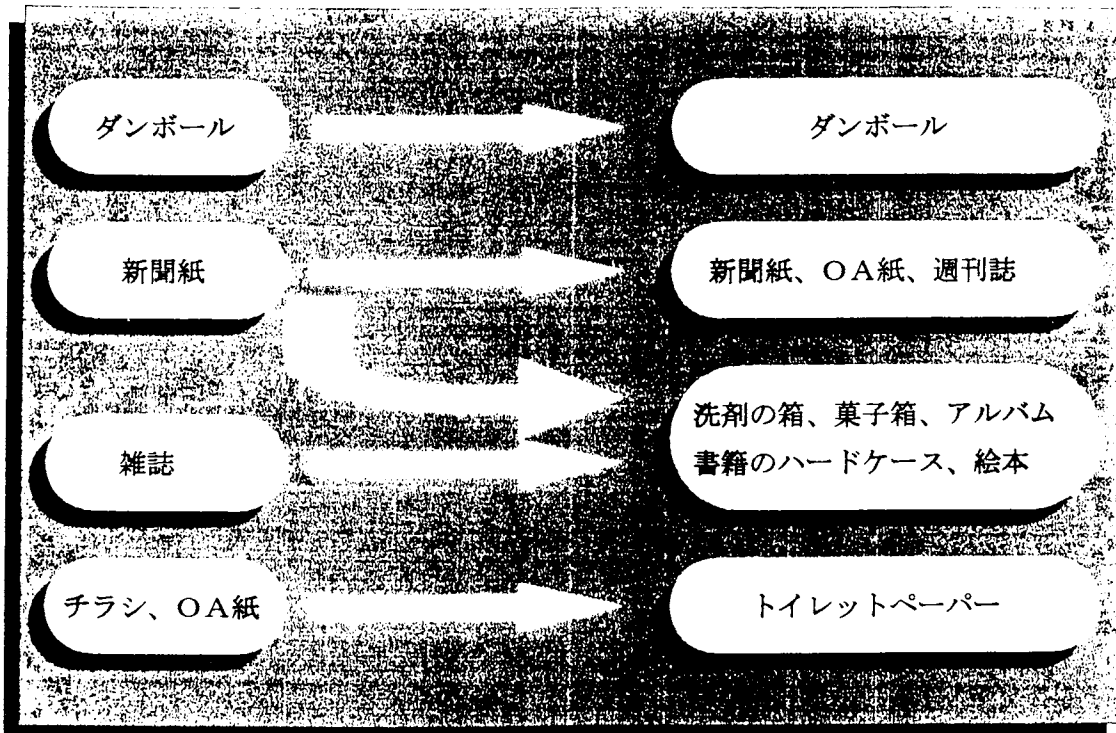 ダンボール
ダンボール
新聞紙
新聞紙、OA紙、週刊誌
雑誌
洗剤の箱、菓子箱、アルバム
書籍のハードケース、絵本
チラシ、OA紙
トイレットペーパー